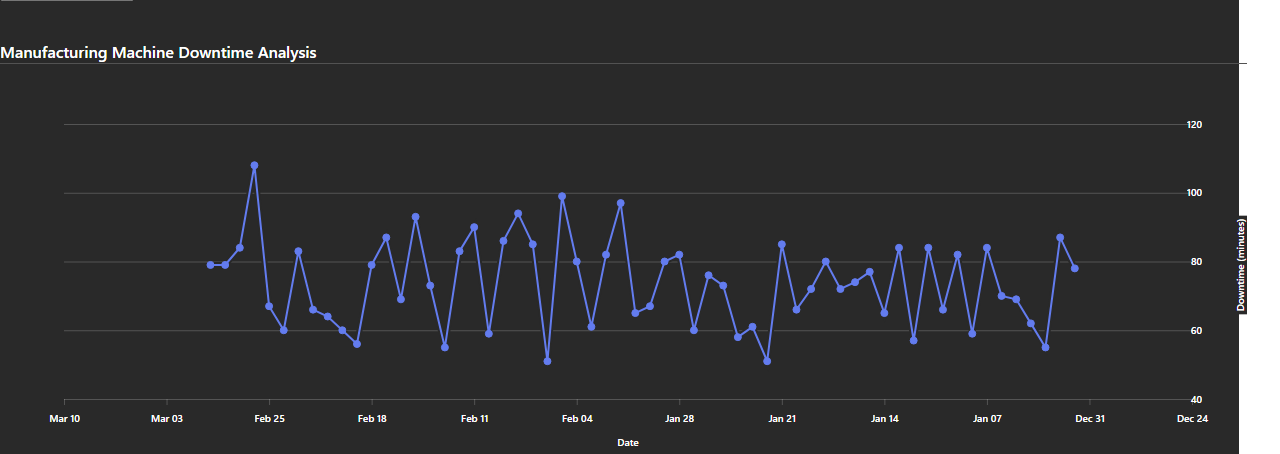 Manufacturing Machine Downtime Analysis
120
100
80
60
40
Downtime (minutes)
Mar 10 Mar 03 Feb 25 Feb 18 Feb 11 Feb 04 Jan 28 Jan 21 Jan 14 Jan 07 Dec 31 Dec 24
Date